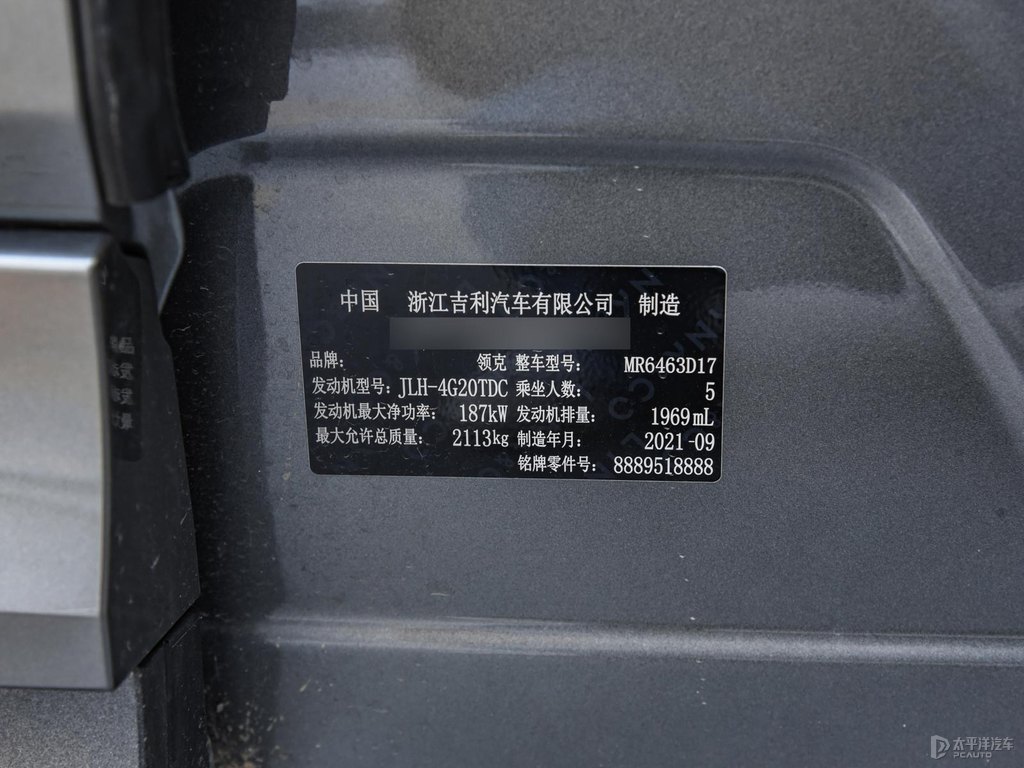 中国 浙江吉利汽车有限公司 制造
品牌: 领克 整车型号: MR6463D17
发动机型号: JLH-4G20TDC 乘坐人数: 5
发动机最大净功率: 187kW 发动机排量: 1969mL
最大允许总质量: 2113kg 制造年月: 2021-09
铭牌零件号: 8889518888
太平洋汽车
PCAUTO